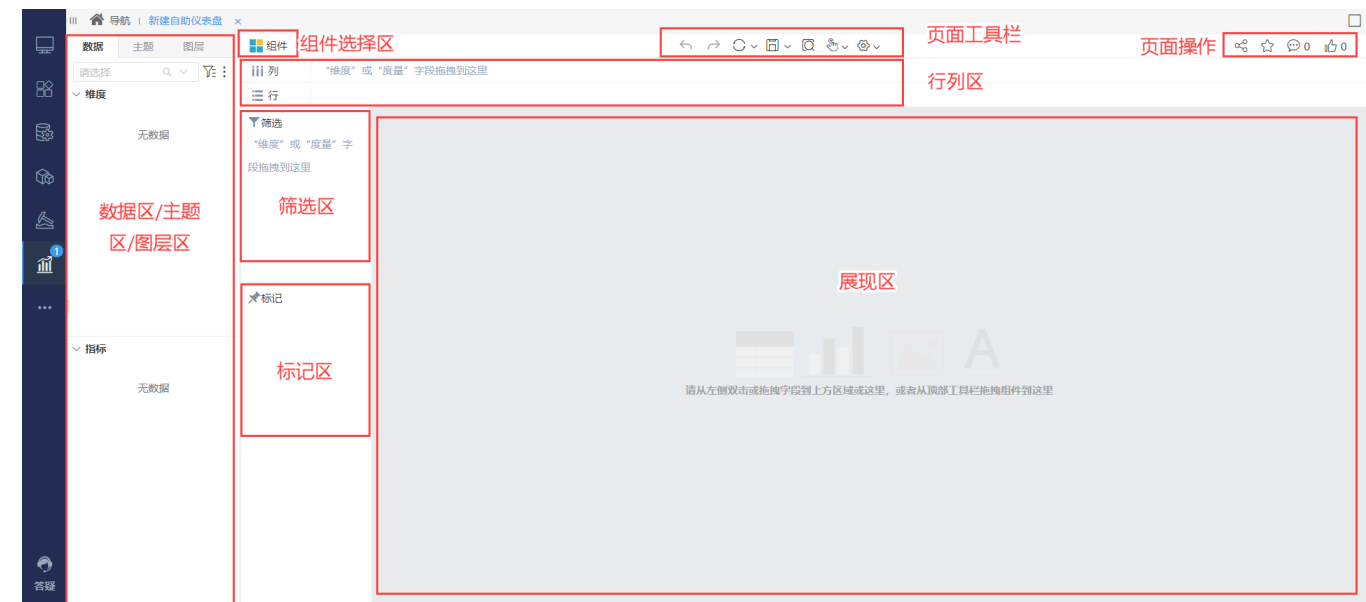 导航
新建自助仪表盘 ×
数据 主题 图层
组件
组件选择区
页面工具栏
页面操作
0
0
请选择
列 "维度" 或 "度量" 字段拖拽到这里
行
行列区
维度
无数据
数据区/主题
区/图层区
筛选
"维度" 或 "度量" 字
段拖拽到这里
筛选区
1
标记
标记区
展现区
请从左侧双击或拖拽字段到上方区域或这里，或者从顶部工具栏拖拽组件到这里
A
指标
无数据
答疑